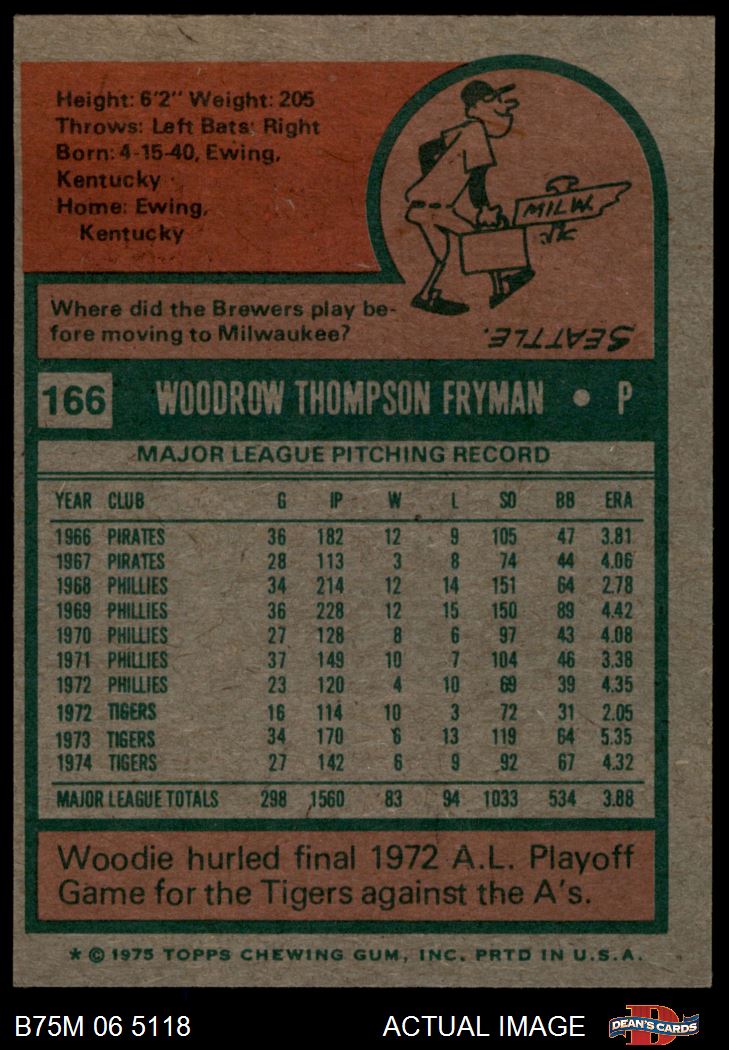 Height: 6'2" Weight: 205
Throws: Left Bats: Right
Born: 4-15-40, Ewing,
Kentucky
Home: Ewing,
Kentucky
MILW.
Where did the Brewers play be-
fore moving to Milwaukee?
SEATTLE.
166 WOODROW THOMPSON FRYMAN • P
MAJOR LEAGUE PITCHING RECORD
YEAR CLUB G IP W L SO BB ERA
1966 PIRATES 36 182 12 9 105 47 3.81
1967 PIRATES 28 113 3 8 74 44 4.06
1968 PHILLIES 34 214 12 14 151 64 2.78
1969 PHILLIES 36 228 12 15 150 89 4.42
1970 PHILLIES 27 128 8 6 97 43 4.08
1971 PHILLIES 37 149 10 7 104 46 3.38
1972 PHILLIES 23 120 4 10 69 39 4.35
1972 TIGERS 16 114 10 3 72 31 2.05
1973 TIGERS 34 170 6 13 119 64 5.35
1974 TIGERS 27 142 6 9 92 67 4.32
MAJOR LEAGUE TOTALS 298 1560 83 94 1033 534 3.88
Woodie hurled final 1972 A.L. Playoff
Game for the Tigers against the A's.
* © 1975 TOPPS CHEWING GUM, INC. PRTD IN U.S.A.
B75M 06 5118 ACTUAL IMAGE D DEAN'S CARDS